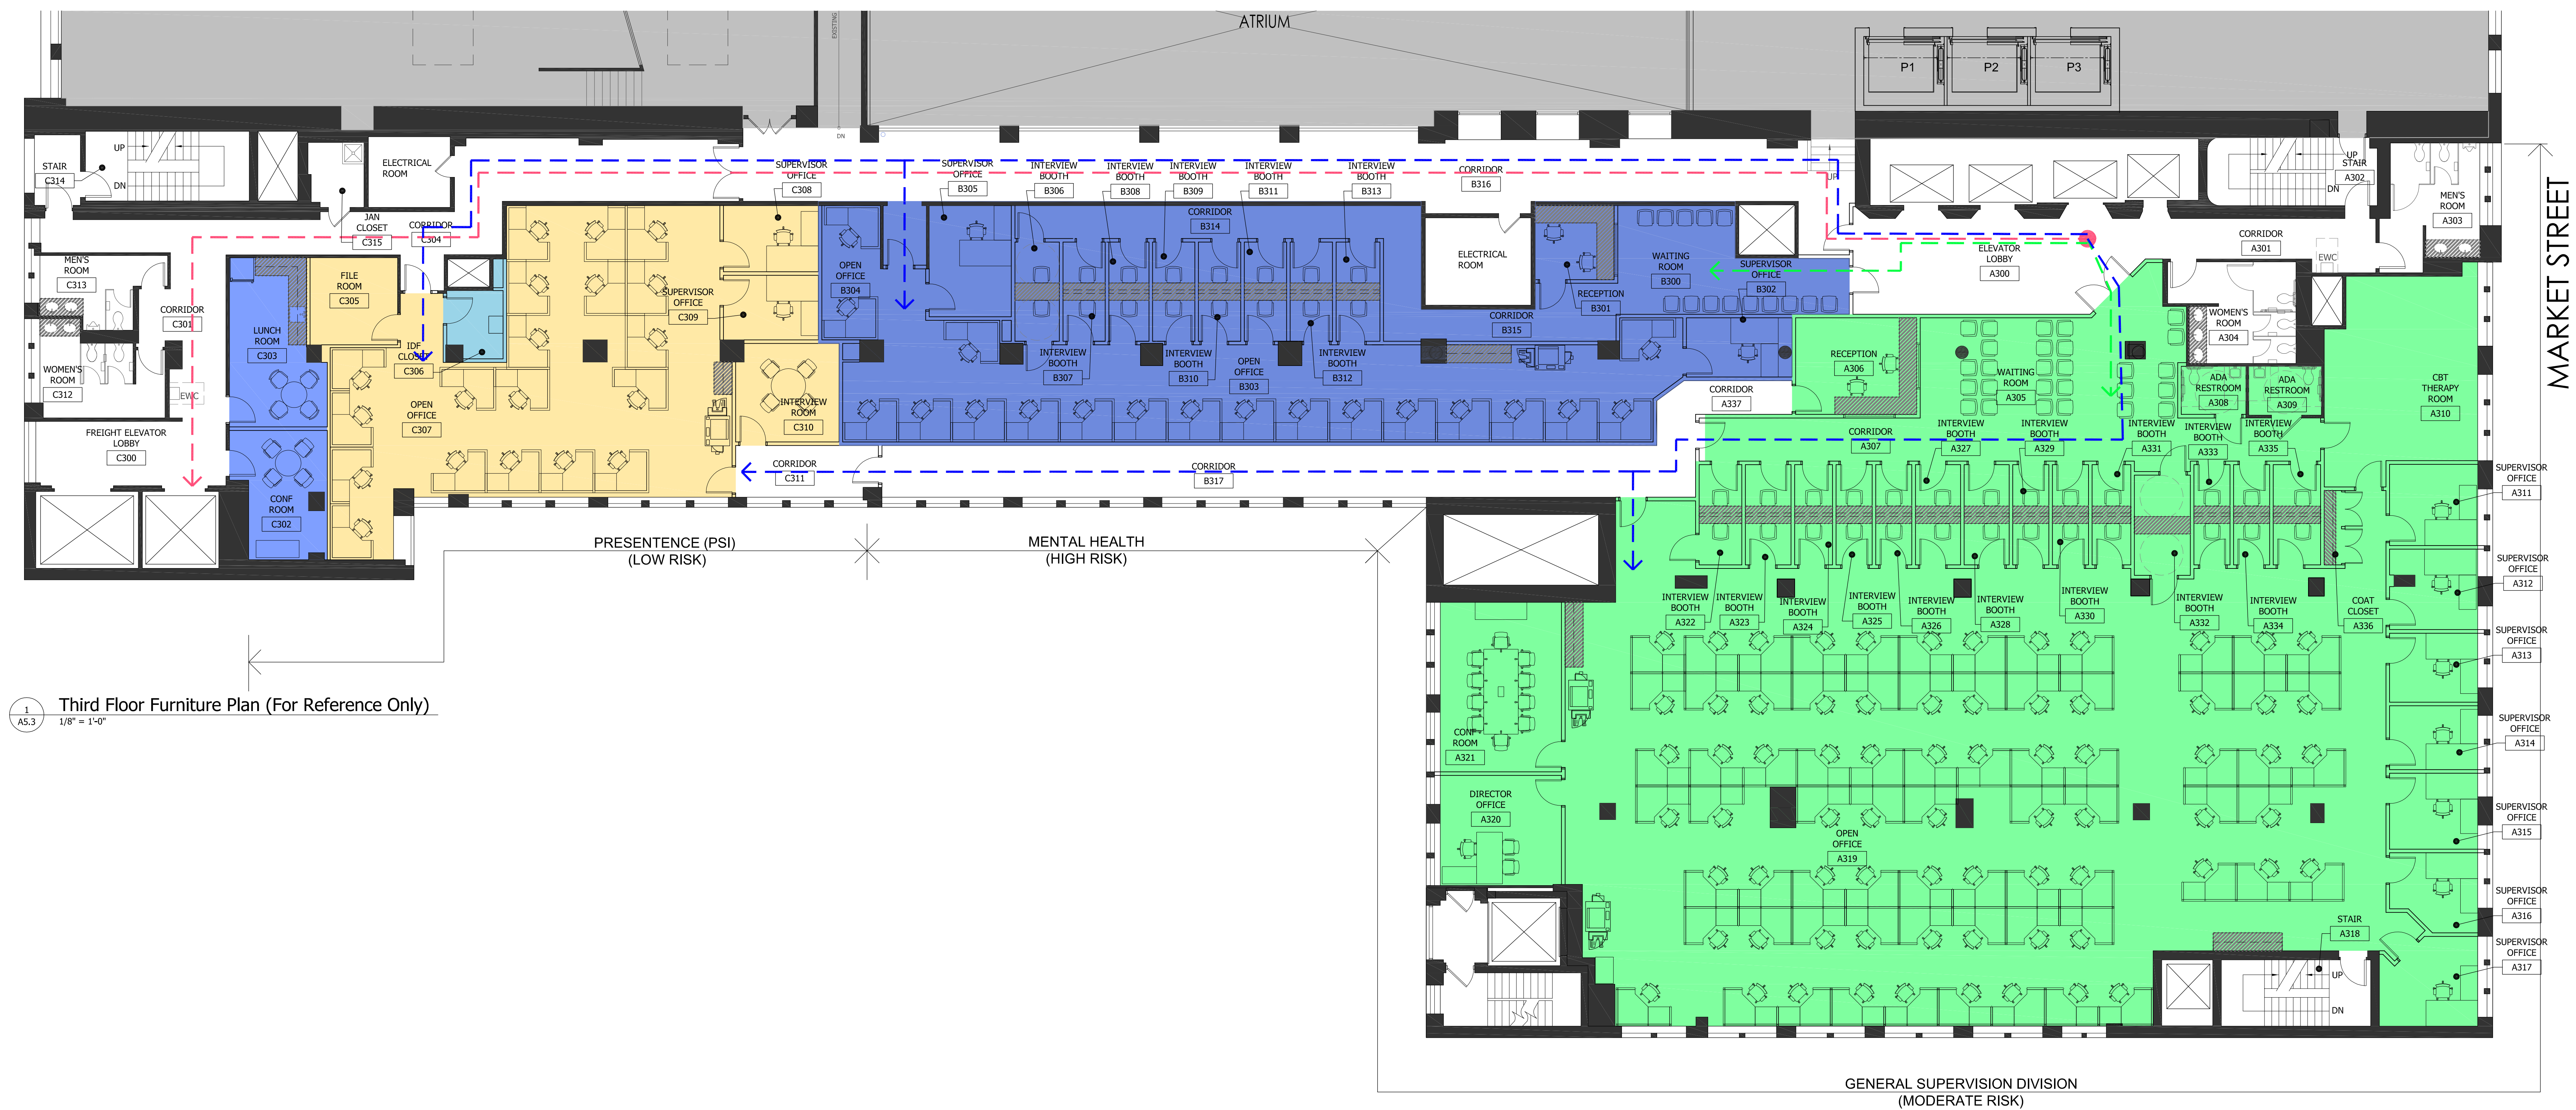 ATRIUM
EXISTING
DN
P1
P2
P3
MARKET STREET
STAIR
C314
UP
DN
ELECTRICAL
ROOM
JAN
CLOSET
C315
CORRIDOR
C304
SUPERVISOR
OFFICE
C308
SUPERVISOR
OFFICE
B305
INTERVIEW
BOOTH
B306
INTERVIEW
BOOTH
B308
INTERVIEW
BOOTH
B309
INTERVIEW
BOOTH
B311
INTERVIEW
BOOTH
B313
CORRIDOR
B316
UP
UP
STAIR
A302
DN
MEN'S
ROOM
A303
CORRIDOR
B314
CORRIDOR
A301
EWC
ELEVATOR
LOBBY
A300
MEN'S
ROOM
C313
CORRIDOR
C301
FILE
ROOM
C305
SUPERVISOR
OFFICE
C309
OPEN
OFFICE
B304
ELECTRICAL
ROOM
WAITING
ROOM
B300
SUPERVISOR
OFFICE
B302
RECEPTION
B301
CORRIDOR
B315
LUNCH
ROOM
C303
IDF
CLOSET
C306
WOMEN'S
ROOM
C312
EWC
WOMEN'S
ROOM
A304
RECEPTION
A306
WAITING
ROOM
A305
ADA
RESTROOM
A308
ADA
RESTROOM
A309
CBT
THERAPY
ROOM
A310
INTERVIEW
BOOTH
B307
INTERVIEW
BOOTH
B310
OPEN
OFFICE
B303
INTERVIEW
BOOTH
B312
CORRIDOR
A337
OPEN
OFFICE
C307
INTERVIEW
ROOM
C310
FREIGHT ELEVATOR
LOBBY
C300
CORRIDOR
A307
INTERVIEW
BOOTH
A327
INTERVIEW
BOOTH
A329
INTERVIEW
BOOTH
A331
INTERVIEW
BOOTH
A333
INTERVIEW
BOOTH
A335
CORRIDOR
C311
CORRIDOR
B317
SUPERVISOR
OFFICE
A311
CONF
ROOM
C302
PRESENTENCE (PSI)
(LOW RISK)
MENTAL HEALTH
(HIGH RISK)
SUPERVISOR
OFFICE
A312
INTERVIEW
BOOTH
A322
INTERVIEW
BOOTH
A323
INTERVIEW
BOOTH
A324
INTERVIEW
BOOTH
A325
INTERVIEW
BOOTH
A326
INTERVIEW
BOOTH
A328
INTERVIEW
BOOTH
A330
INTERVIEW
BOOTH
A332
INTERVIEW
BOOTH
A334
COAT
CLOSET
A336
SUPERVISOR
OFFICE
A313
1
A5.3
Third Floor Furniture Plan (For Reference Only)
1/8" = 1'-0"
CONF
ROOM
A321
SUPERVISOR
OFFICE
A314
DIRECTOR
OFFICE
A320
SUPERVISOR
OFFICE
A315
OPEN
OFFICE
A319
SUPERVISOR
OFFICE
A316
STAIR
A318
SUPERVISOR
OFFICE
A317
UP
DN
GENERAL SUPERVISION DIVISION
(MODERATE RISK)